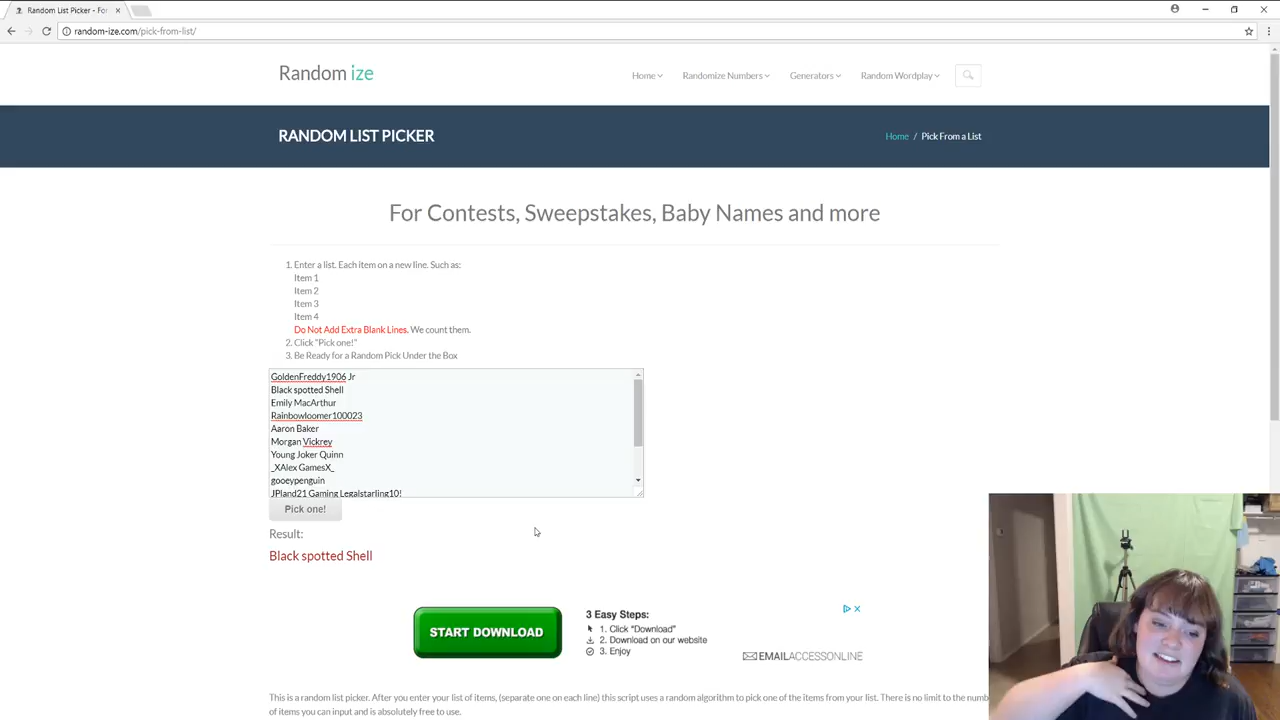 Random List Picker - For
random-ize.com/pick-from-list/
Random ize
Home
Randomize Numbers
Generators
Random Wordplay
RANDOM LIST PICKER
Home / Pick From a List
For Contests, Sweepstakes, Baby Names and more
1. Enter a list. Each item on a new line. Such as:
Item 1
Item 2
Item 3
Item 4
Do Not Add Extra Blank Lines. We count them.
2. Click "Pick one!"
3. Be Ready for a Random Pick Under the Box
GoldenFreddy1906 Jr
Black spotted Shell
Emily MacArthur
Rainbowloomer100023
Aaron Baker
Morgan Vickrey
Young Joker Quinn
_XAlex GamesX_
gooeypenguin
JPland21 Gaming Legalstarling10!
Pick one!
Result:
Black spotted Shell
START DOWNLOAD
3 Easy Steps:
1. Click "Download"
2. Download on our website
3. Enjoy
EMAILACCESSONLINE
This is a random list picker. After you enter your list of items, (separate one on each line) this script uses a random algorithm to pick one of the items from your list. There is no limit to the numb
of items you can input and is absolutely free to use.